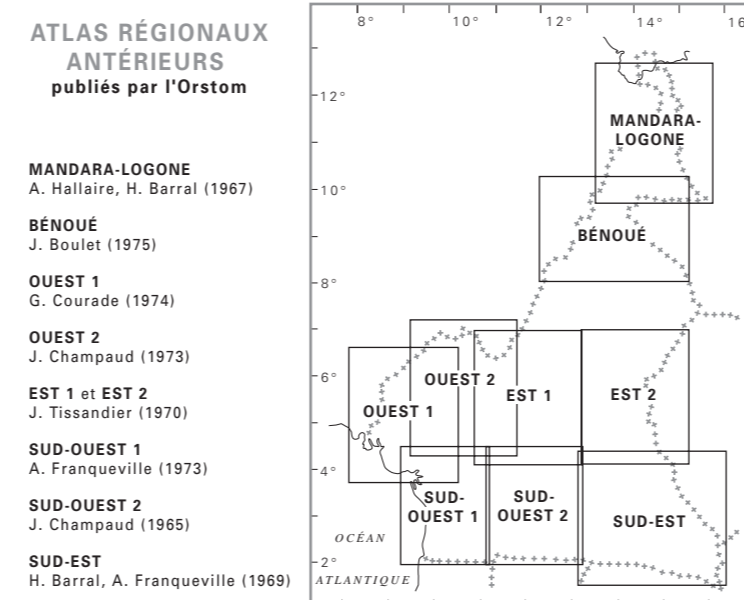 ATLAS RÉGIONAUX
ANTÉRIEURS
publiés par l'Orstom
MANDARA-LOGONE
A. Hallaire, H. Barral (1967)
BÉNOUÉ
J. Boulet (1975)
OUEST 1
G. Courade (1974)
OUEST 2
J. Champaud (1973)
EST 1 et EST 2
J. Tissandier (1970)
SUD-OUEST 1
A. Franqueville (1973)
SUD-OUEST 2
J. Champaud (1965)
SUD-EST
H. Barral, A. Franqueville (1969)
8° 10° 12° 14° 16
12°
MANDARA-
LOGONE
10°
BÉNOUÉ
8°
6°
OUEST 2
EST 1
EST 2
OUEST 1
4°
SUD-
OUEST 1
SUD-
OUEST 2
SUD-EST
OCÉAN
2°
ATLANTIQUE